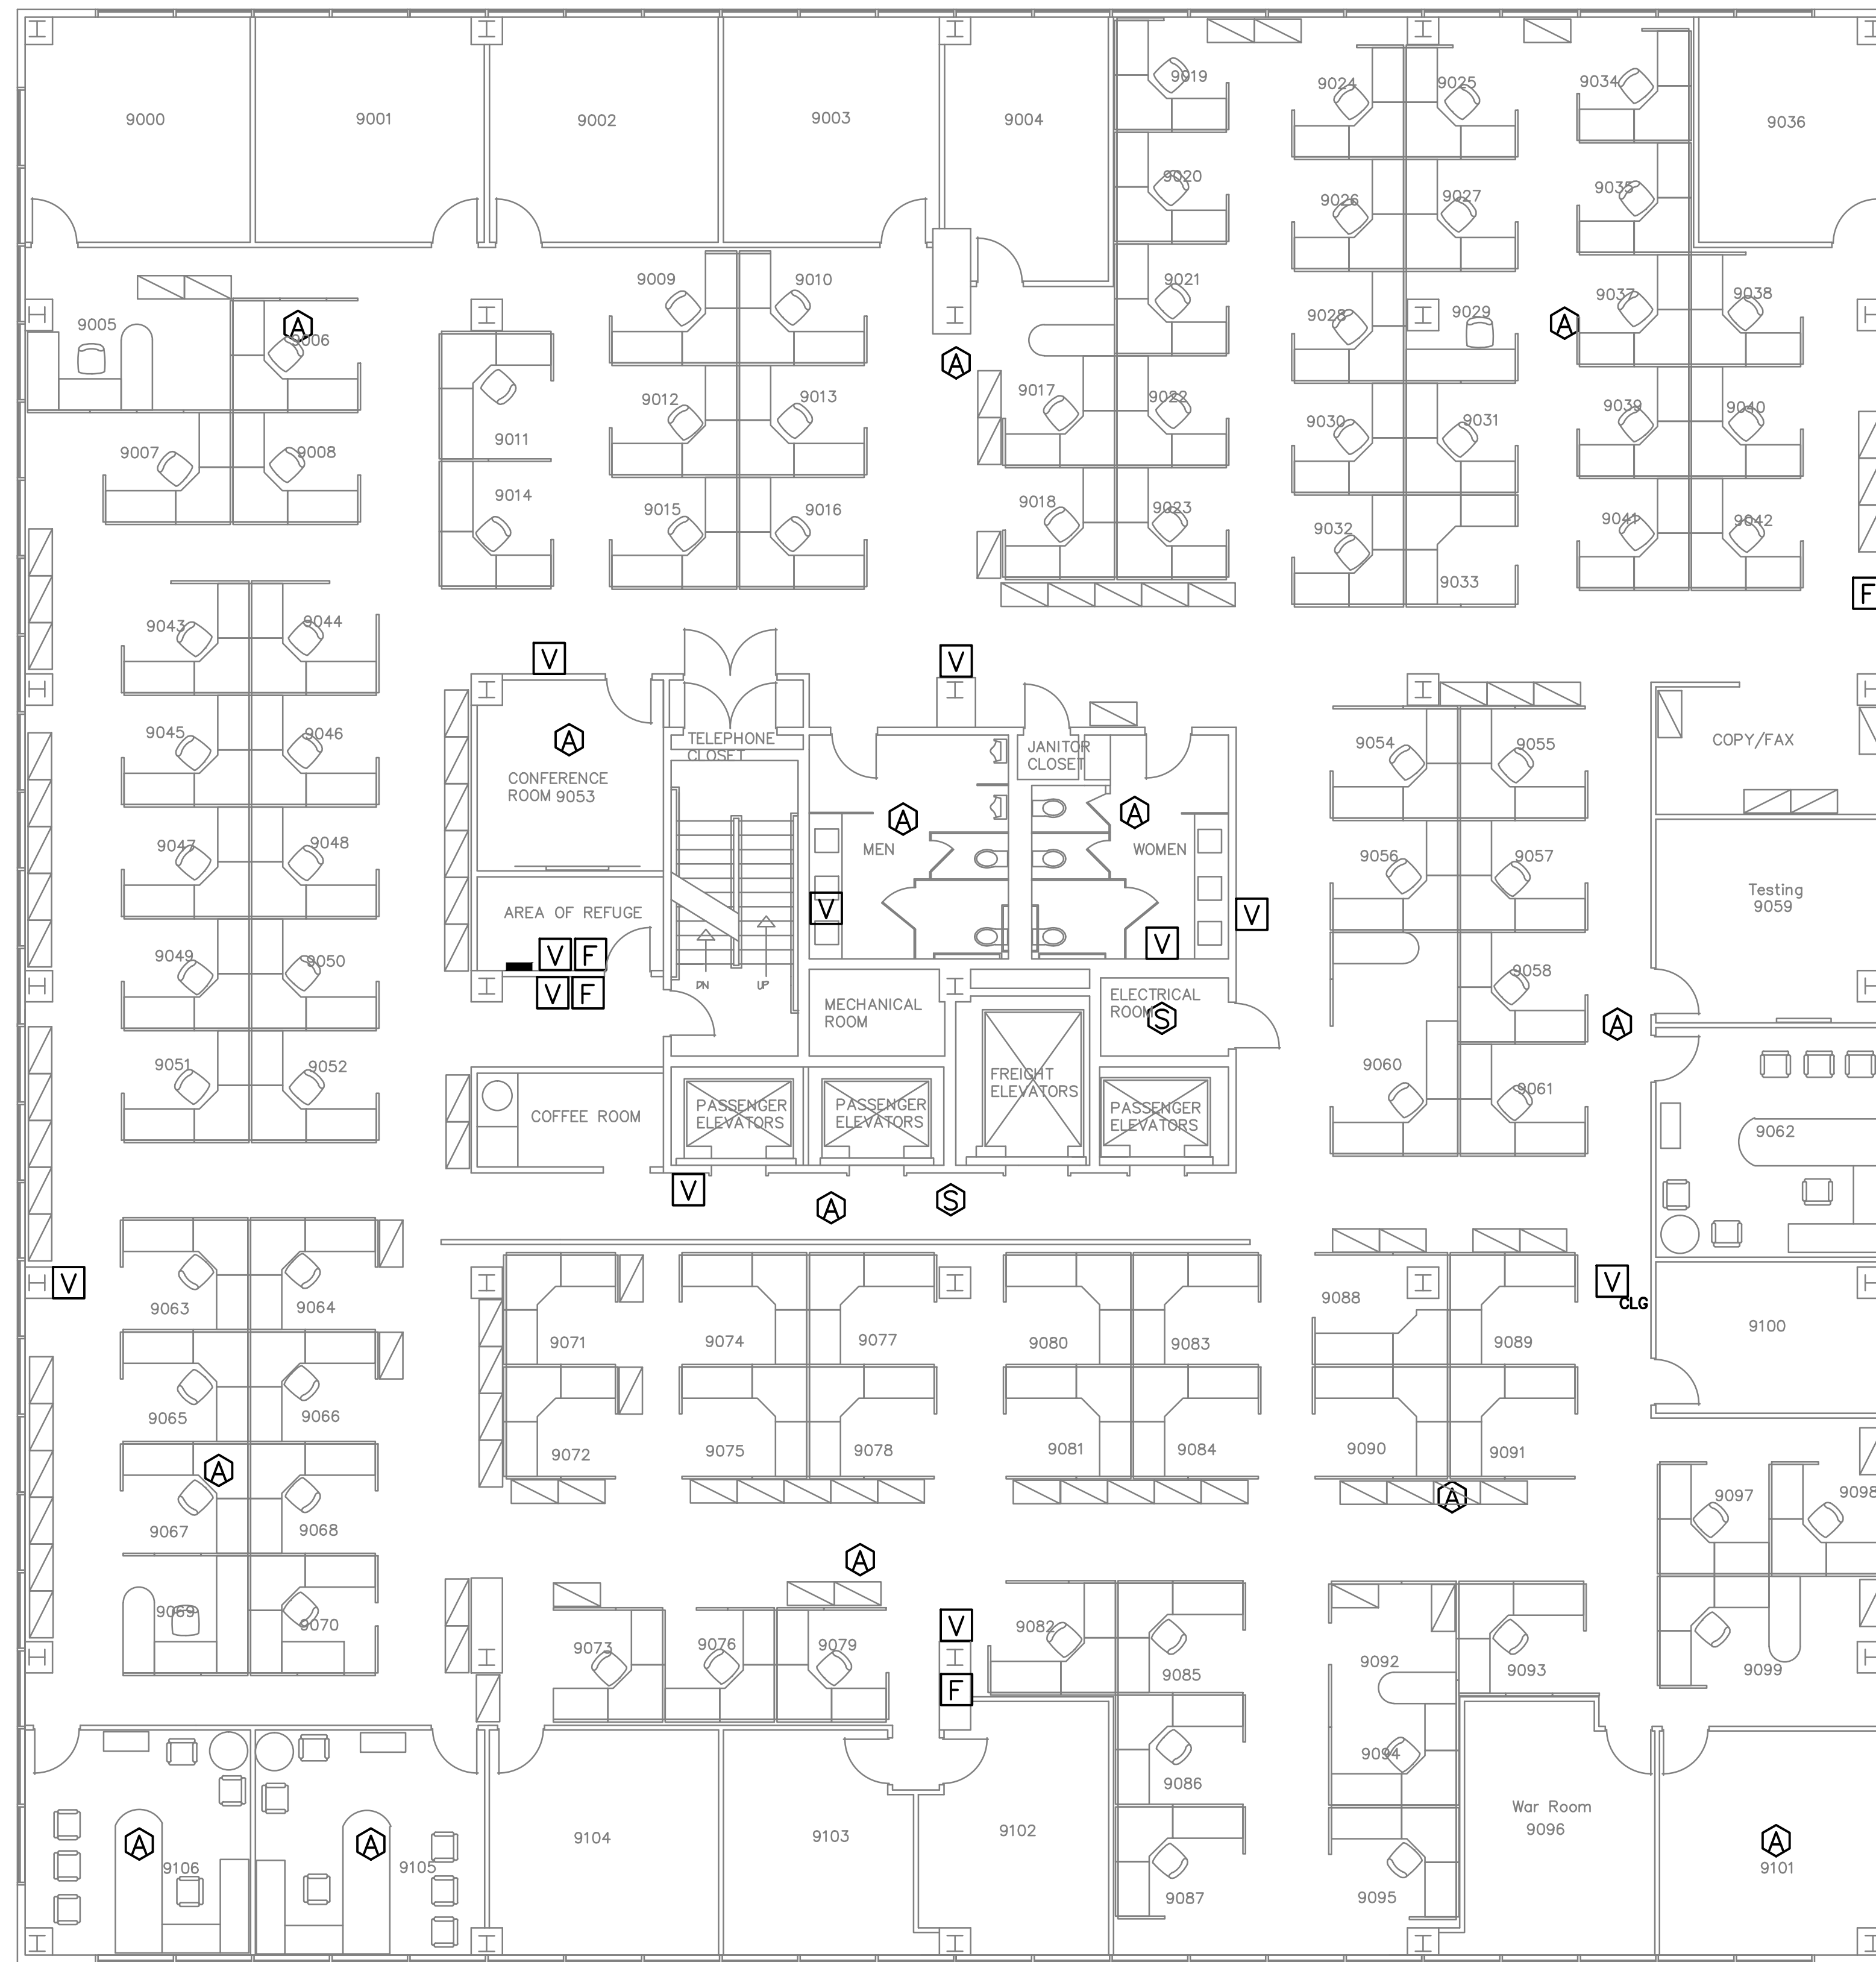 9000
9001
9002
9003
9004
9019
9024
9025
9034
9036
9020
9026
9027
9035
9005
A
9006
9009
9010
9021
9028
9029
A
9037
9038
A
9007
9008
9011
9012
9013
9017
9022
9030
9031
9039
9040
9014
9015
9016
9018
9023
9032
9033
9041
9042
F
9043
9044
V
V
9045
9046
A
CONFERENCE
ROOM 9053
TELEPHONE
CLOSET
JANITOR
CLOSET
9054
9055
COPY/FAX
9047
9048
A
MEN
A
WOMEN
9056
9057
Testing
9059
AREA OF REFUGE
V
V
9049
9050
V F
V F
DN
UP
V
9058
MECHANICAL
ROOM
ELECTRICAL
ROOM
S
A
9051
9052
COFFEE ROOM
PASSENGER
ELEVATORS
PASSENGER
ELEVATORS
FREIGHT
ELEVATORS
PASSENGER
ELEVATORS
9060
9061
9062
V
A
S
V
9063
9064
9071
9074
9077
9080
9083
9088
9089
V
CLG
9100
9065
9066
9072
9075
9078
9081
9084
9090
9091
A
9067
9068
A
A
9097
9098
9069
9070
9073
9076
9079
V
F
9082
9085
9092
9093
9099
9086
9094
A
9106
A
9105
9104
9103
9102
9087
9095
War Room
9096
A
9101